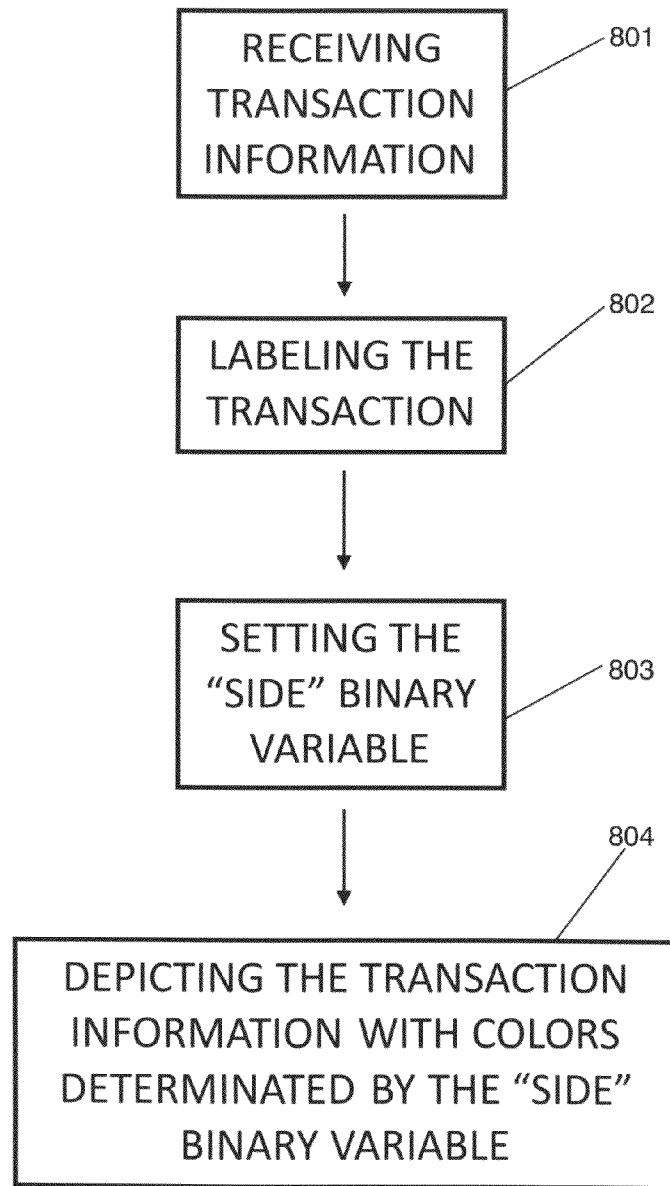 RECEIVING
TRANSACTION
INFORMATION
801
LABELING THE
TRANSACTION
802
SETTING THE
“SIDE” BINARY
VARIABLE
803
804
DEPICTING THE TRANSACTION
INFORMATION WITH COLORS
DETERMINATED BY THE “SIDE”
BINARY VARIABLE